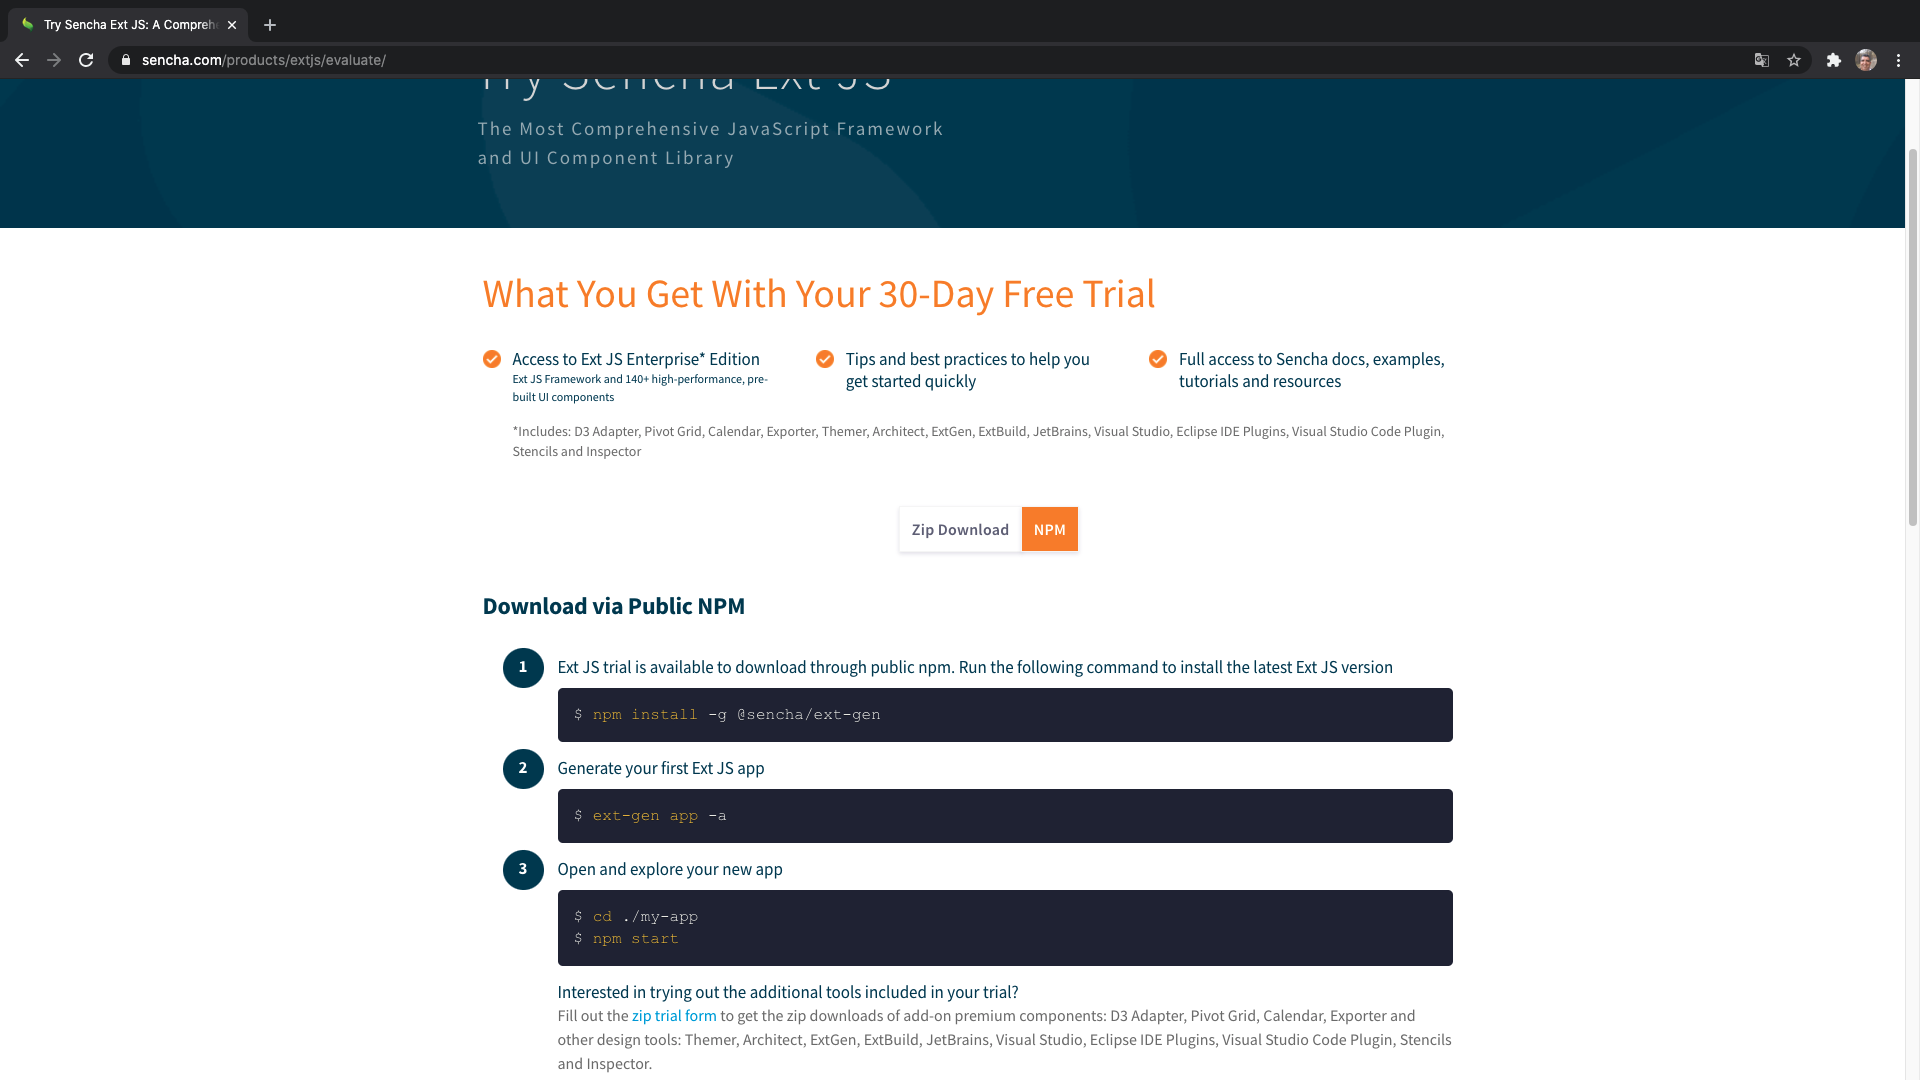 Try Sencha Ext JS: A Compreh
sencha.com/products/extjs/evaluate/
Try Sencha Ext JS
The Most Comprehensive JavaScript Framework
and UI Component Library
What You Get With Your 30-Day Free Trial
Access to Ext JS Enterprise* Edition
Ext JS Framework and 140+ high-performance, pre-
built UI components
Tips and best practices to help you
get started quickly
Full access to Sencha docs, examples,
tutorials and resources
*Includes: D3 Adapter, Pivot Grid, Calendar, Exporter, Themer, Architect, ExtGen, ExtBuild, JetBrains, Visual Studio, Eclipse IDE Plugins, Visual Studio Code Plugin,
Stencils and Inspector
Zip Download NPM
Download via Public NPM
1 Ext JS trial is available to download through public npm. Run the following command to install the latest Ext JS version
$ npm install -g @sencha/ext-gen
2 Generate your first Ext JS app
$ ext-gen app -a
3 Open and explore your new app
$ cd ./my-app
$ npm start
Interested in trying out the additional tools included in your trial?
Fill out the zip trial form to get the zip downloads of add-on premium components: D3 Adapter, Pivot Grid, Calendar, Exporter and
other design tools: Themer, Architect, ExtGen, ExtBuild, JetBrains, Visual Studio, Eclipse IDE Plugins, Visual Studio Code Plugin, Stencils
and Inspector.